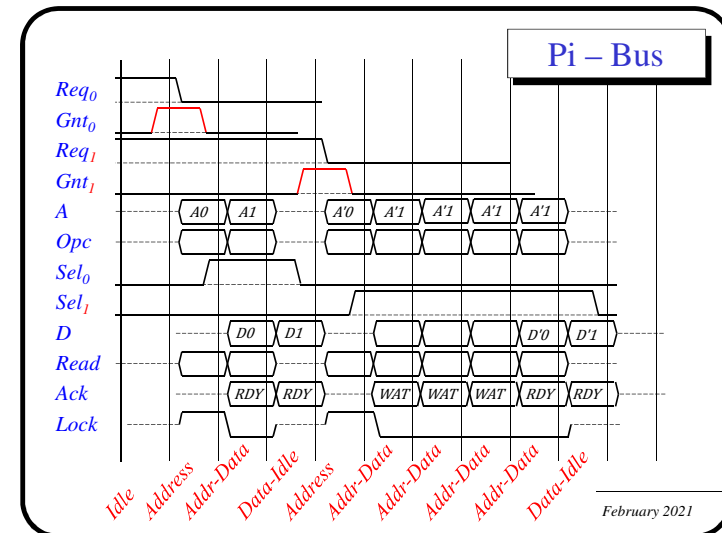 Pi – Bus
Req0
Gnt0
Req1
Gnt1
A A0 A1 A'0 A'1 A'1 A'1 A'1
Opc
Sel0
Sel1
D D0 D1 D'0 D'1
Read
Ack RDY RDY WAT WAT WAT RDY RDY
Lock
Idle Address Addr-Data Data-Idle Address Addr-Data Addr-Data Addr-Data Addr-Data Data-Idle
February 2021